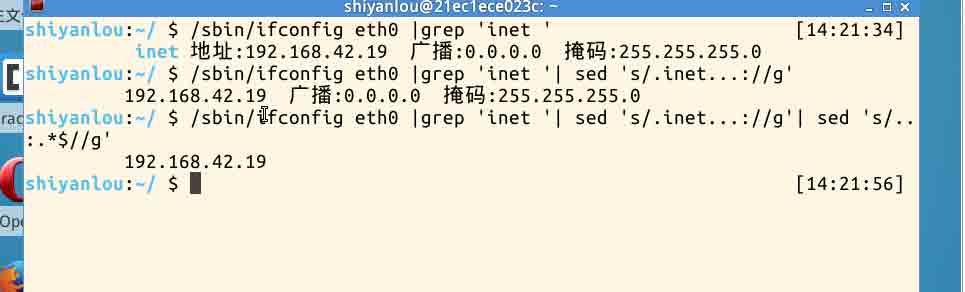 shiyanlou@21ec1ece023c: ~
shiyanlou:~/ $ /sbin/ifconfig eth0 |grep 'inet ' [14:21:34]
inet 地址:192.168.42.19 广播:0.0.0.0 掩码:255.255.255.0
shiyanlou:~/ $ /sbin/ifconfig eth0 |grep 'inet '| sed 's/.inet...://g'
192.168.42.19 广播:0.0.0.0 掩码:255.255.255.0
shiyanlou:~/ $ /sbin/ifconfig eth0 |grep 'inet '| sed 's/.inet...://g'| sed 's/..
:.*$//g'
192.168.42.19
shiyanlou:~/ $ [14:21:56]
文
rac
Ope